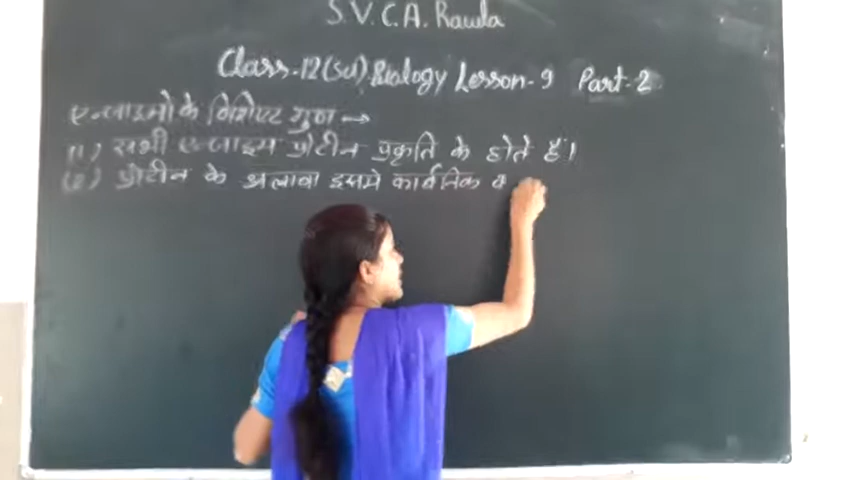 S.V.C.A. Rawla
Class-12(Sci) Biology Lesson-9 Part-2
एन्जाइमो के विशिष्ट गुण →
(1) सभी एन्जाइम प्रोटीन प्रकृति के होते हैं।
(2) प्रोटीन के अलावा इसमे कार्बनिक व